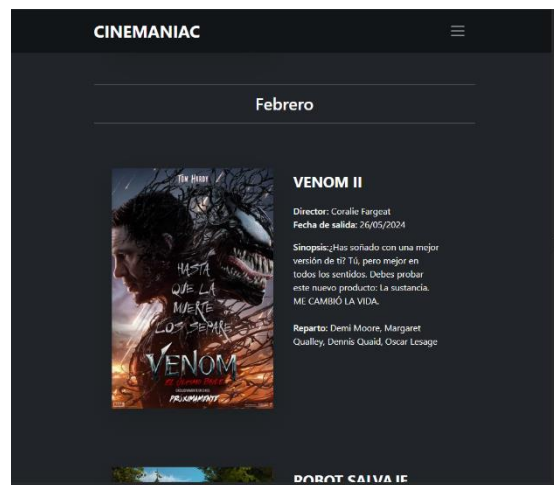 CINEMANIAC
Febrero
TOM HARDY
HASTA
QUE LA
MUERTE
LOS SEPARE
VENOM
EL ÚLTIMO BAILE
PRÓXIMAMENTE
VENOM II
Director: Coralie Fargeat
Fecha de salida: 26/05/2024
Sinopsis:¿Has soñado con una mejor
versión de ti? Tú, pero mejor en
todos los sentidos. Debes probar
este nuevo producto: La sustancia.
ME CAMBIÓ LA VIDA.
Reparto: Demi Moore, Margaret
Qualley, Dennis Quaid, Oscar Lesage
ROBOT SALVAJE